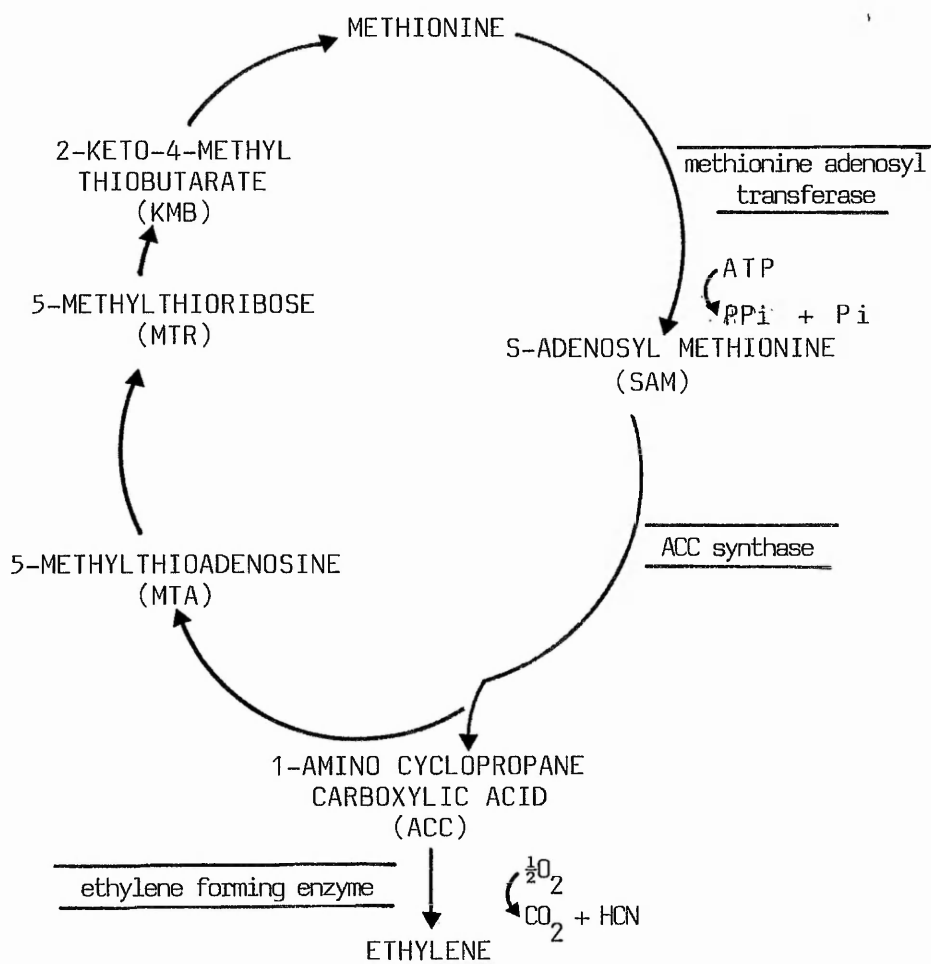 METHIONINE
2-KETO-4-METHYL
THIOBUTARATE
(KMB)
methionine adenosyl
transferase
ATP
PPi + Pi
5-METHYLTHIORIBOSE
(MTR)
S-ADENOSYL METHIONINE
(SAM)
ACC synthase
5-METHYLTHIOADENOSINE
(MTA)
1-AMINO CYCLOPROPANE
CARBOXYLIC ACID
(ACC)
ethylene forming enzyme
½O₂
CO₂ + HCN
ETHYLENE